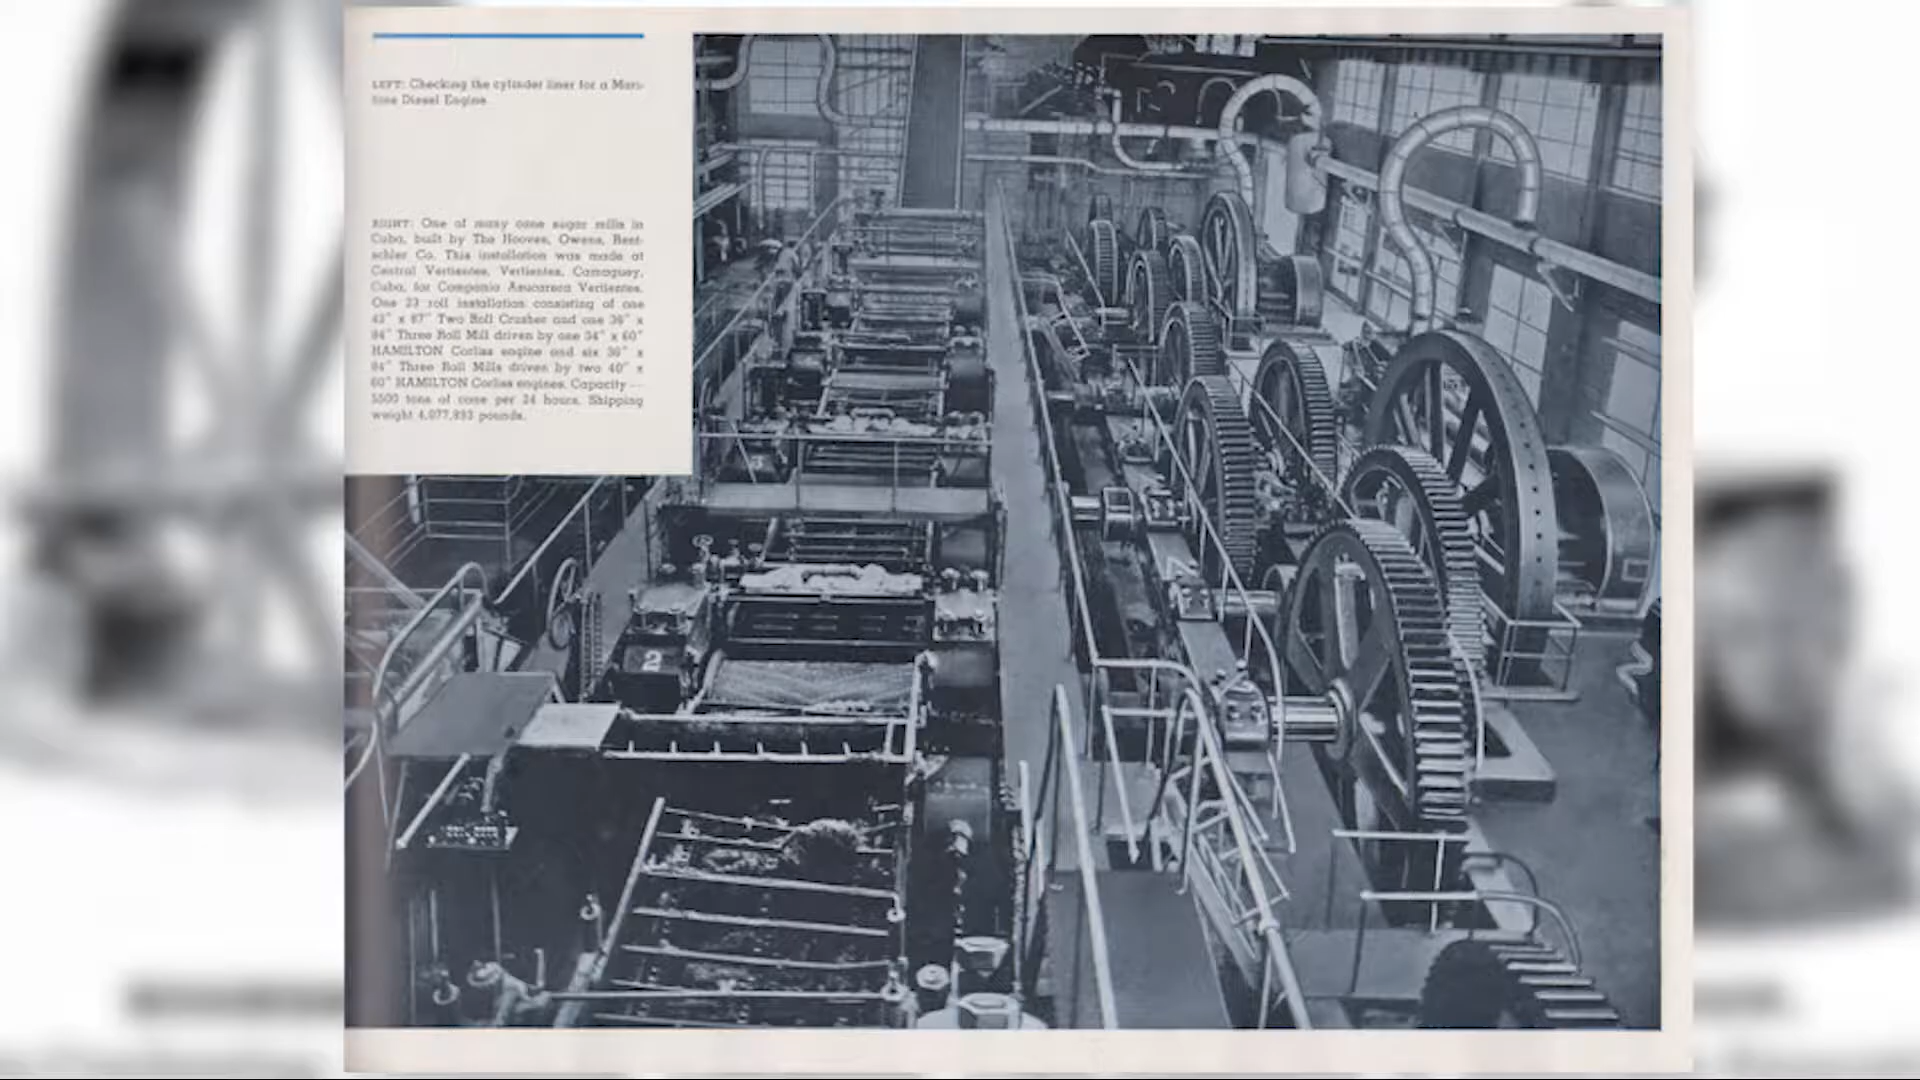 LEFT: Checking the cylinder liner for a Mari-
time Diesel Engine.
RIGHT: One of many cane sugar mills in
Cuba, built by The Hooven, Owens, Rent-
schler Co. This installation was made at
Central Vertientes, Vertientes, Camaguey,
Cuba, for Compania Azucarera Vertientes.
One 23 roll installation consisting of one
42" x 87" Two Roll Crusher and one 36" x
84" Three Roll Mill driven by one 34" x 60"
HAMILTON Corliss engine and six 36" x
84" Three Roll Mills driven by two 40" x
60" HAMILTON Corliss engines. Capacity —
5500 tons of cane per 24 hours. Shipping
weight 4,077,893 pounds.
2